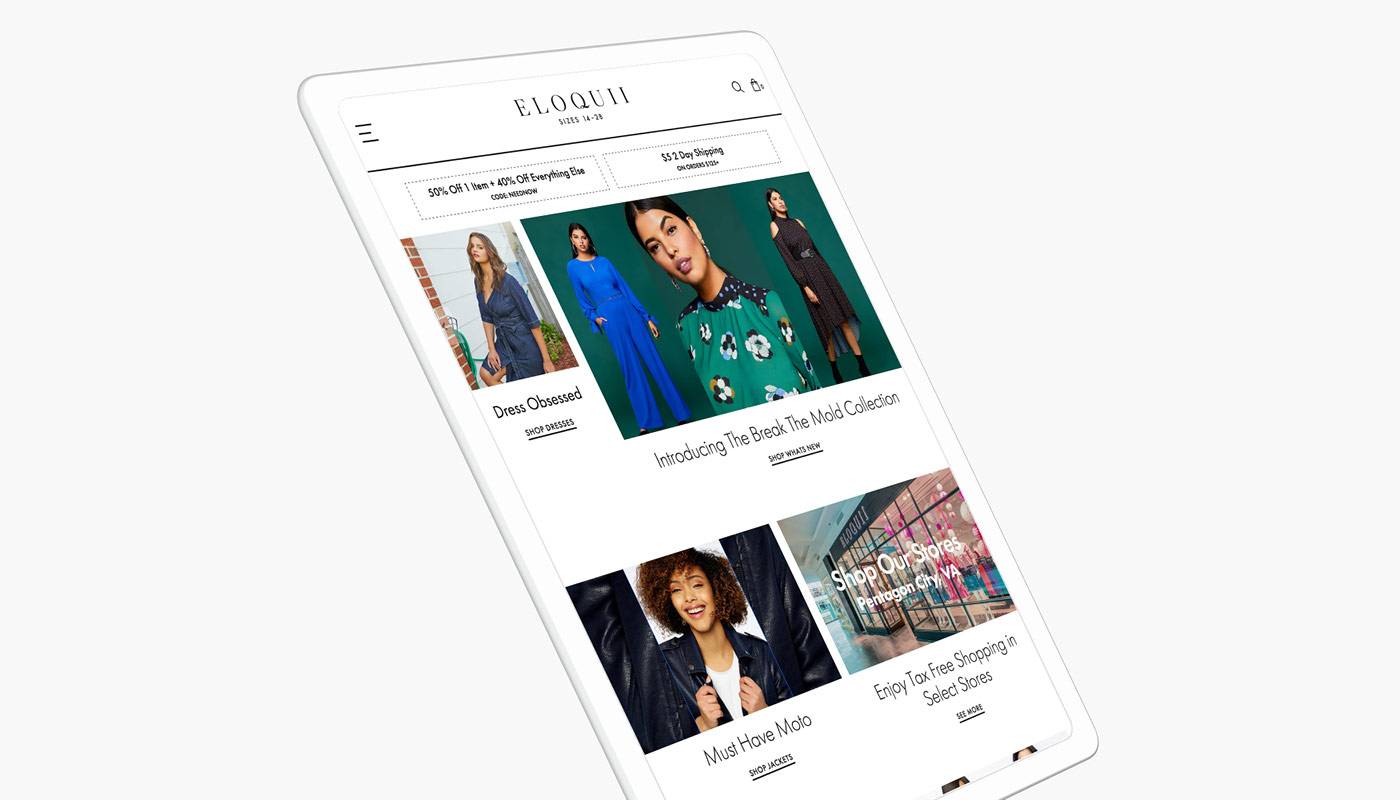 ELOQUII
SIZES 14-28
0
50% Off 1 Item + 40% Off Everything Else
CODE: NEEDNOW
$5 2 Day Shipping
ON ORDERS $125+
Dress Obsessed
SHOP DRESSES
Introducing The Break The Mold Collection
SHOP WHATS NEW
ELOQUII
Shop Our Stores
Pentagon City, VA
Must Have Moto
SHOP JACKETS
Enjoy Tax Free Shopping in
Select Stores
SEE MORE